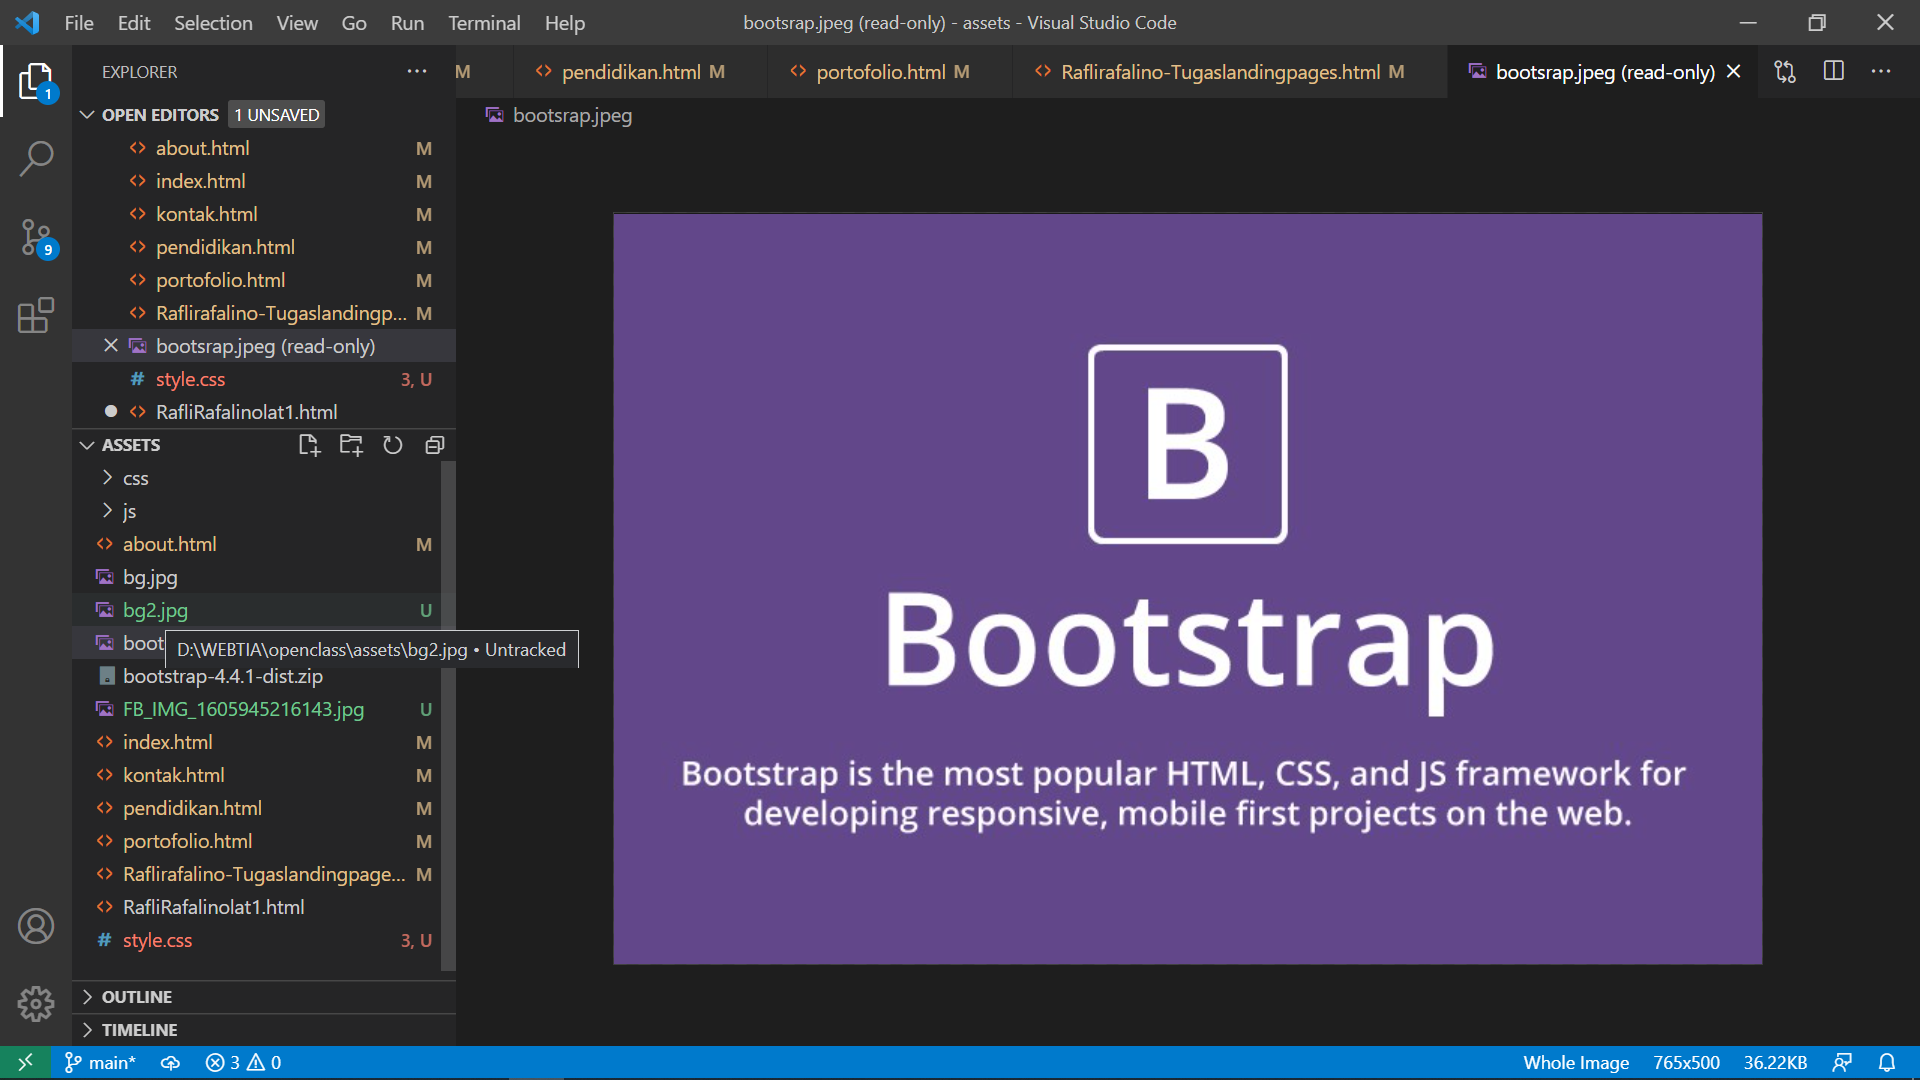 File Edit Selection View Go Run Terminal Help
bootsrap.jpeg (read-only) - assets - Visual Studio Code
EXPLORER
M
pendidikan.html M
portofolio.html M
Raflirafalino-Tugaslandingpages.html M
bootsrap.jpeg (read-only)
1
OPEN EDITORS 1 UNSAVED
bootsrap.jpeg
about.html M
index.html M
kontak.html M
9
pendidikan.html M
portofolio.html M
Raflirafalino-Tugaslandingp... M
bootsrap.jpeg (read-only)
# style.css 3, U
RafliRafalinolat1.html
ASSETS
css
js
about.html M
bg.jpg
bg2.jpg U
boot
D:\WEBTIA\openclass\assets\bg2.jpg • Untracked
bootstrap-4.4.1-dist.zip
FB_IMG_1605945216143.jpg U
index.html M
kontak.html M
pendidikan.html M
portofolio.html M
Raflirafalino-Tugaslandingpage... M
RafliRafalinolat1.html
# style.css 3, U
OUTLINE
TIMELINE
B
Bootstrap
Bootstrap is the most popular HTML, CSS, and JS framework for
developing responsive, mobile first projects on the web.
main* 3 0
Whole Image 765x500 36.22KB